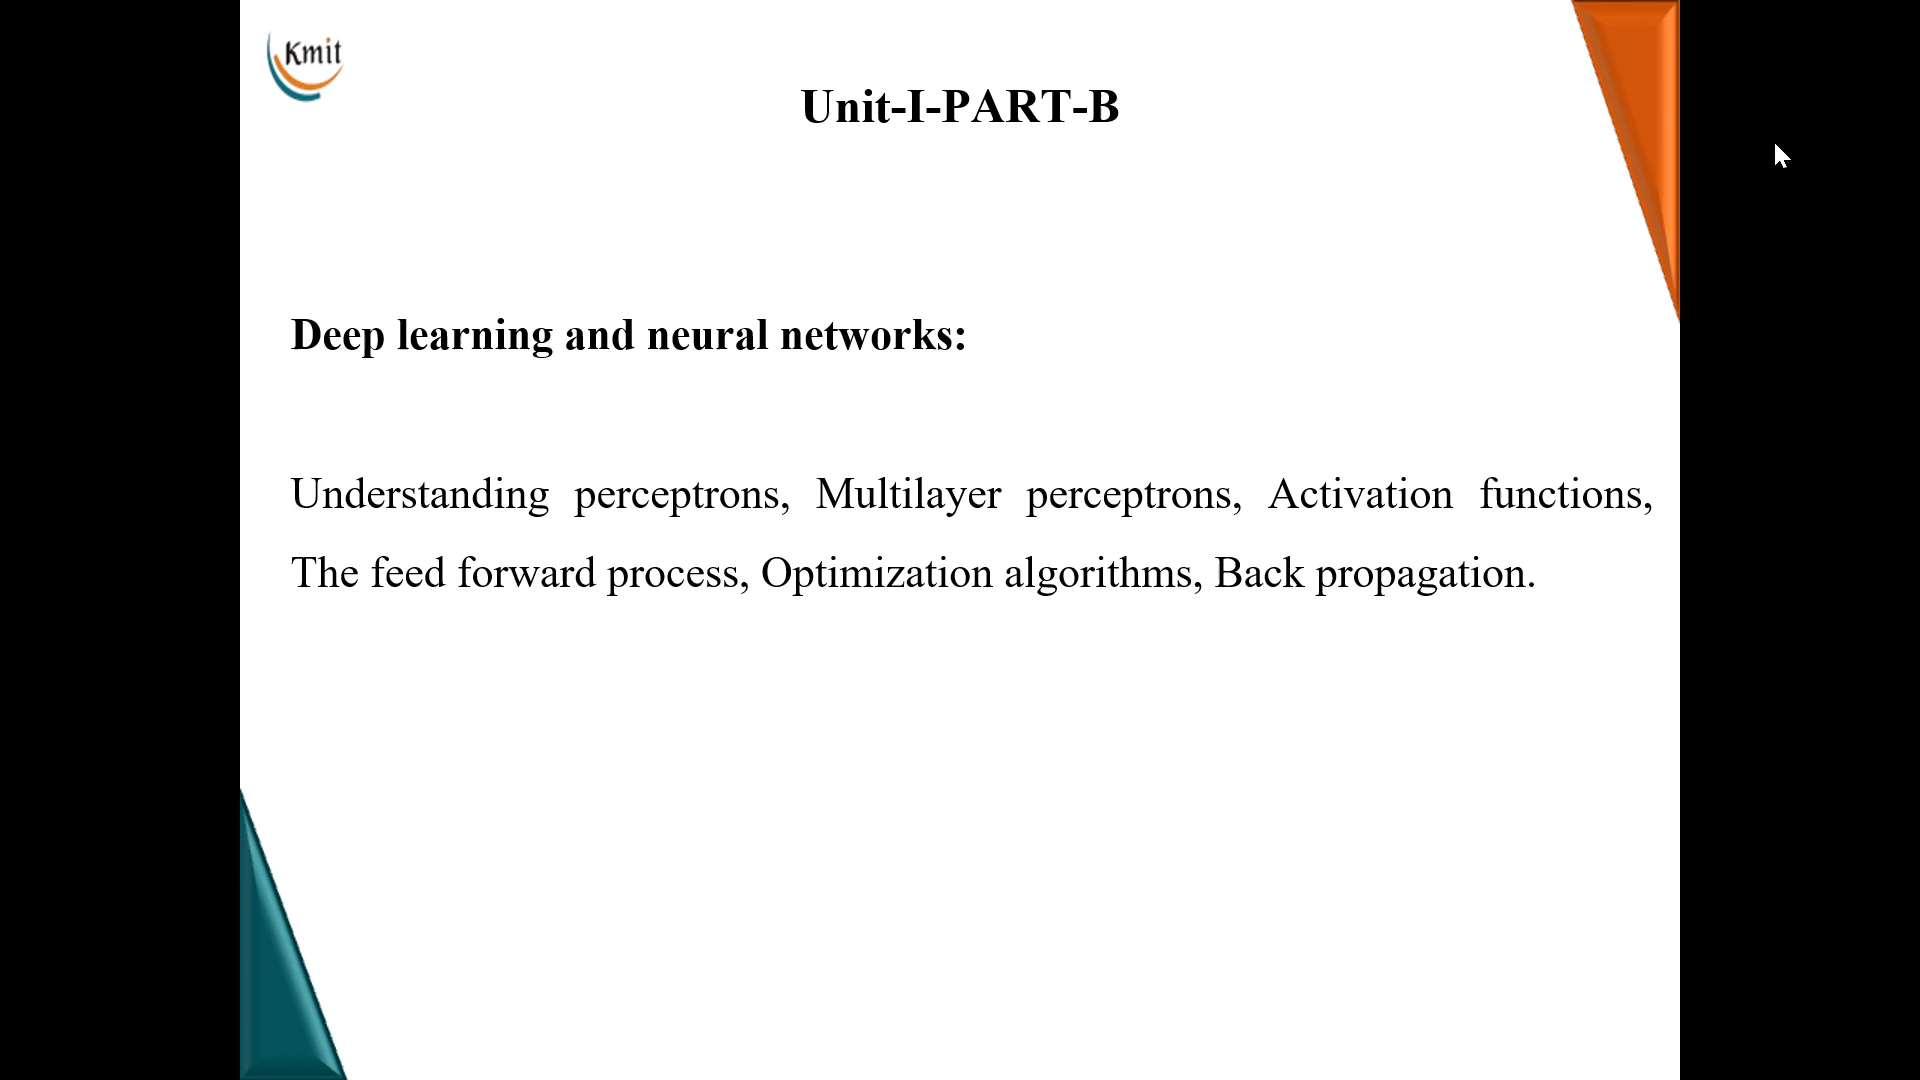 Kmit
Unit-I-PART-B
Deep learning and neural networks:
Understanding perceptrons, Multilayer perceptrons, Activation functions,
The feed forward process, Optimization algorithms, Back propagation.